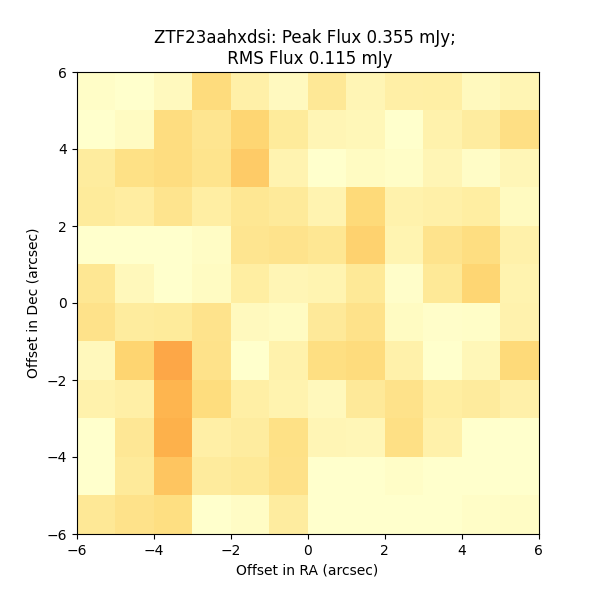 ZTF23aahxdsi: Peak Flux 0.355 mJy;
RMS Flux 0.115 mJy
6
4
2
0
−2
−4
−6
Offset in Dec (arcsec)
−6 −4 −2 0 2 4 6
Offset in RA (arcsec)